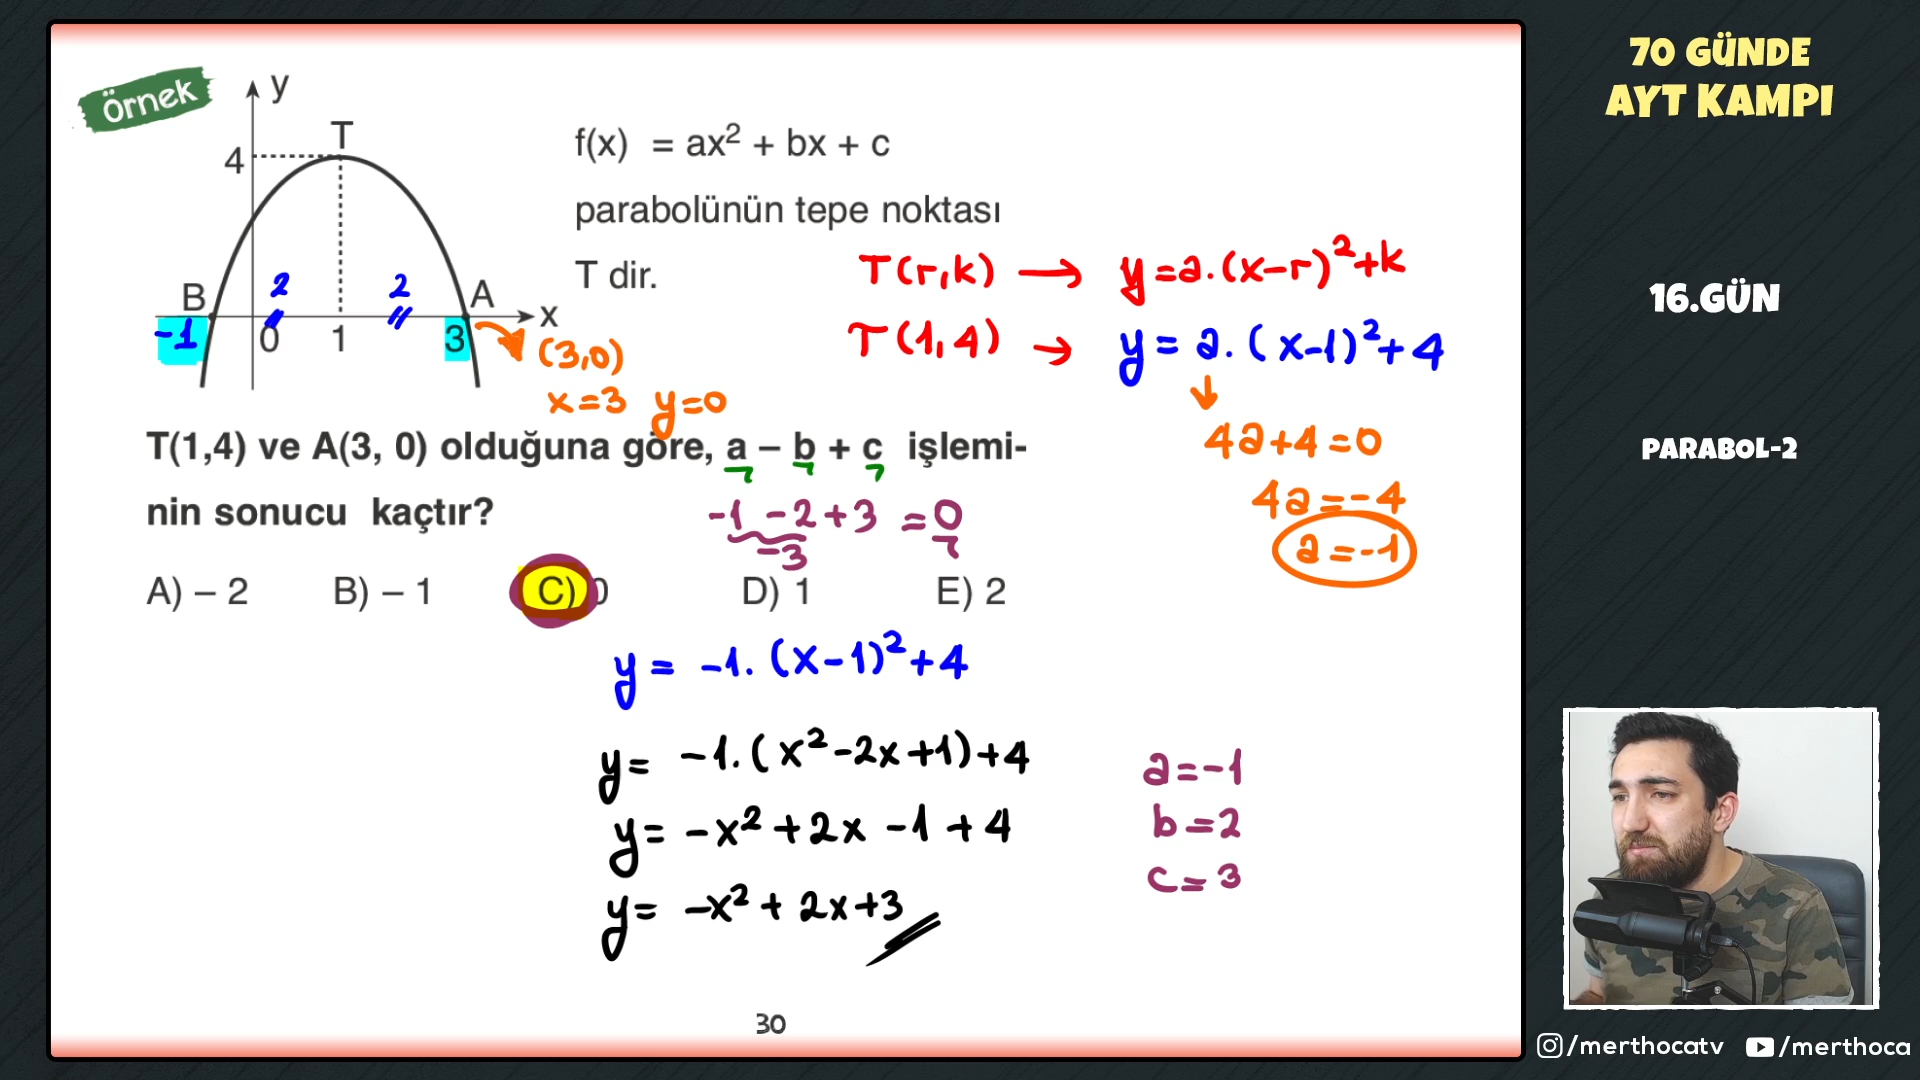 Örnek
y
T
4
B
2
2
A
x
-1
0
1
3
(3,0)
x=3 y=0
f(x) = ax² + bx + c
parabolünün tepe noktası
T dir.
T(r,k) → y=a.(x-r)²+k
T(1,4) → y= a.(x-1)²+4
4a+4=0
4a=-4
a=-1
T(1,4) ve A(3, 0) olduğuna göre, a – b + c işlemi-
nin sonucu kaçtır?
-1 -2+3 =0
-3
A) – 2 B) – 1 C) 0 D) 1 E) 2
y= -1.(x-1)²+4
y= -1.(x²-2x+1)+4
y= -x²+2x-1+4
y= -x²+2x+3
a=-1
b=2
c=3
30
70 GÜNDE
AYT KAMPI
16.GÜN
PARABOL-2
/merthocatv /merthoca